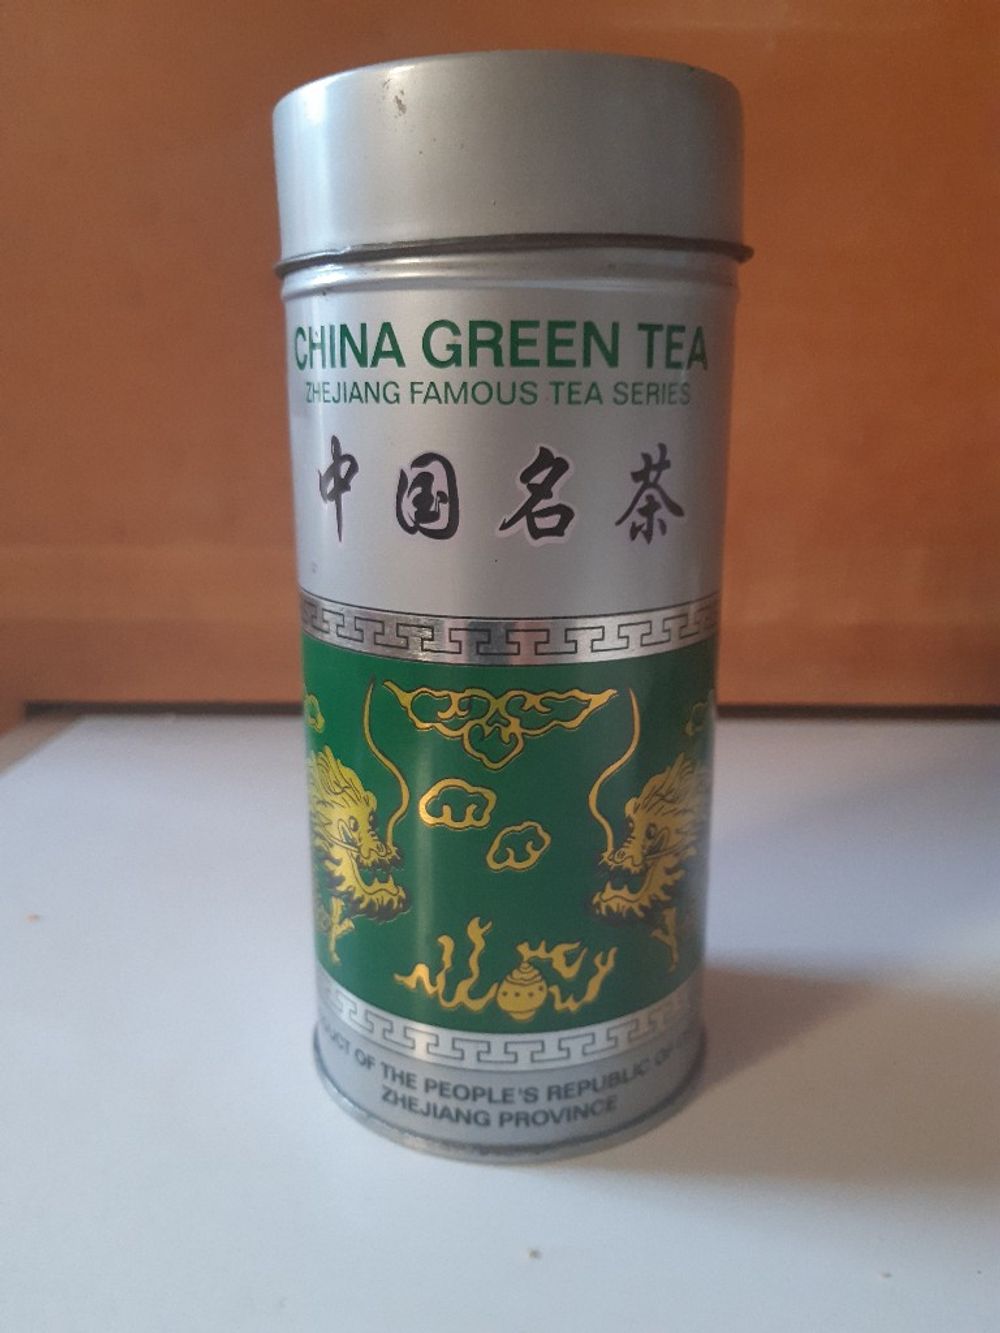 CHINA GREEN TEA
ZHEJIANG FAMOUS TEA SERIES
中国名茶
OF THE PEOPLE'S REPUBLIC OF
ZHEJIANG PROVINCE